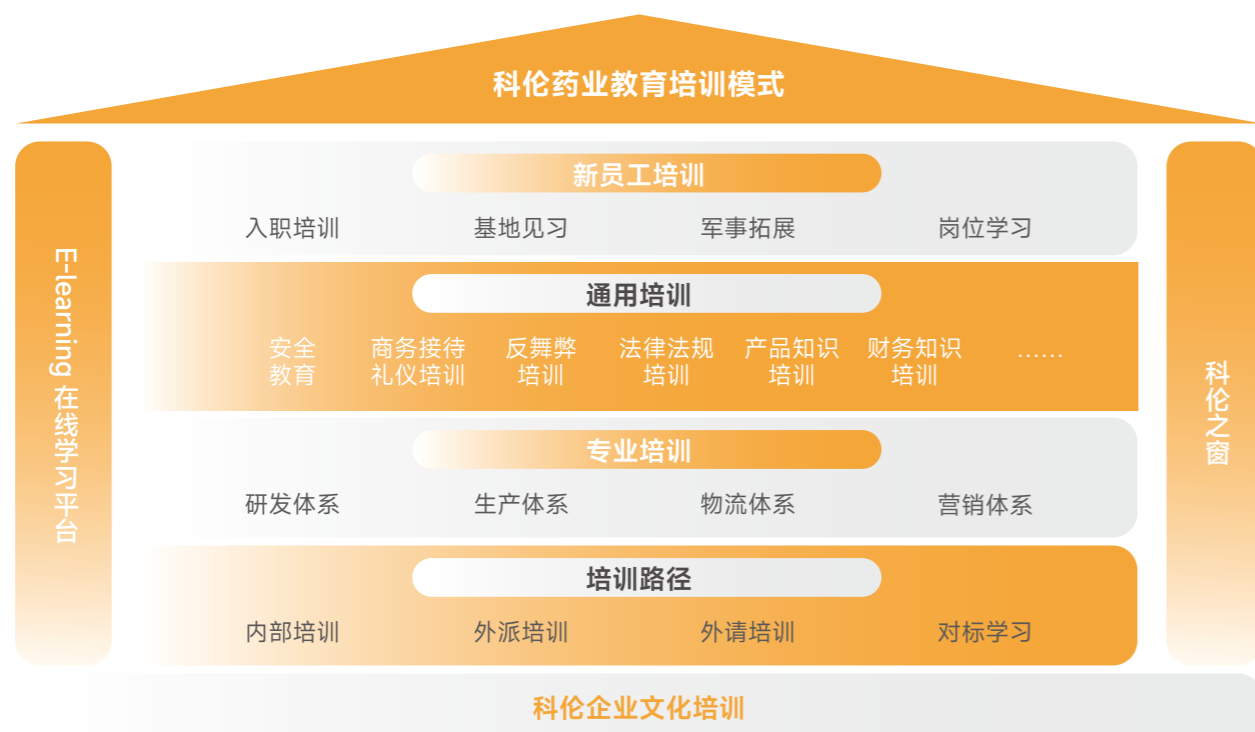 科伦药业教育培训模式
E-learning 在线学习平台
新员工培训
入职培训 基地见习 军事拓展 岗位学习
通用培训
安全 商务接待 反舞弊 法律法规 产品知识 财务知识 ……
教育 礼仪培训 培训 培训 培训 培训
专业培训
研发体系 生产体系 物流体系 营销体系
培训路径
内部培训 外派培训 外请培训 对标学习
科伦之窗
科伦企业文化培训